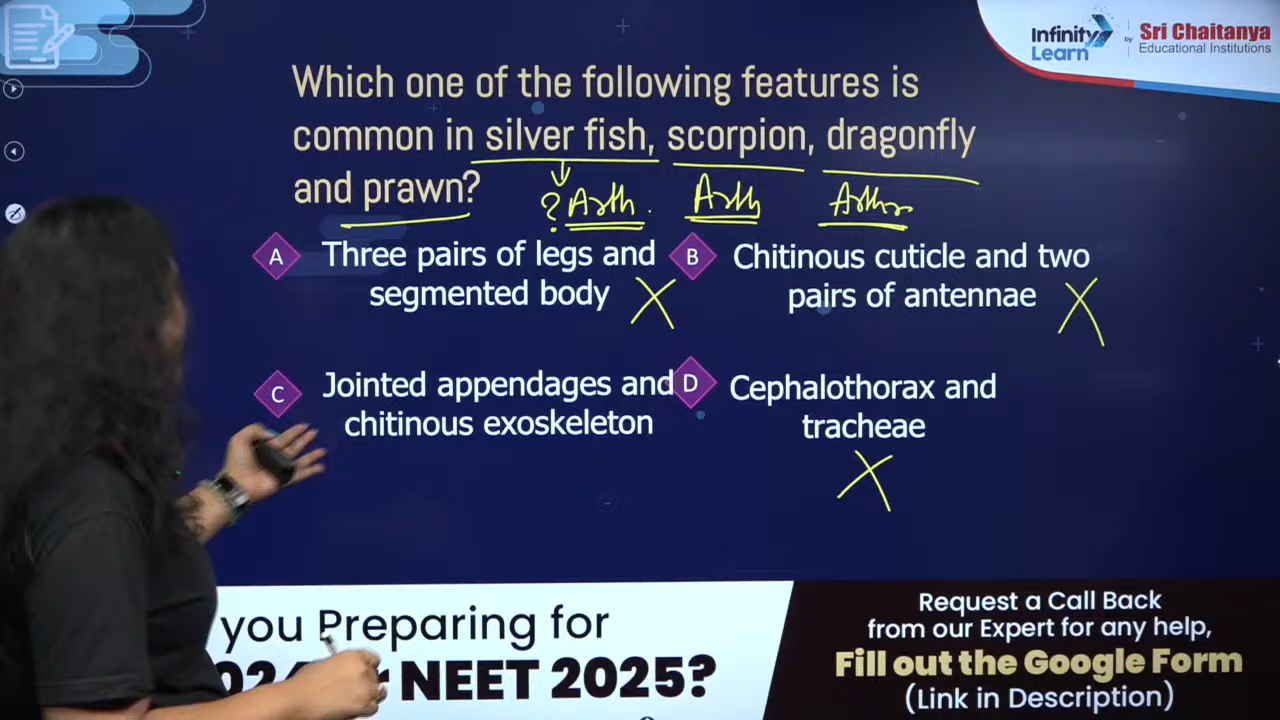 Infinity
Learn
by
Sri Chaitanya
Educational Institutions
Which one of the following features is
common in silver fish, scorpion, dragonfly
and prawn?
? Arth. Arth Arthr
A Three pairs of legs and
segmented body
B Chitinous cuticle and two
pairs of antennae
C Jointed appendages and
chitinous exoskeleton
D Cephalothorax and
tracheae
you Preparing for
NEET 2025?
Request a Call Back
from our Expert for any help,
Fill out the Google Form
(Link in Description)